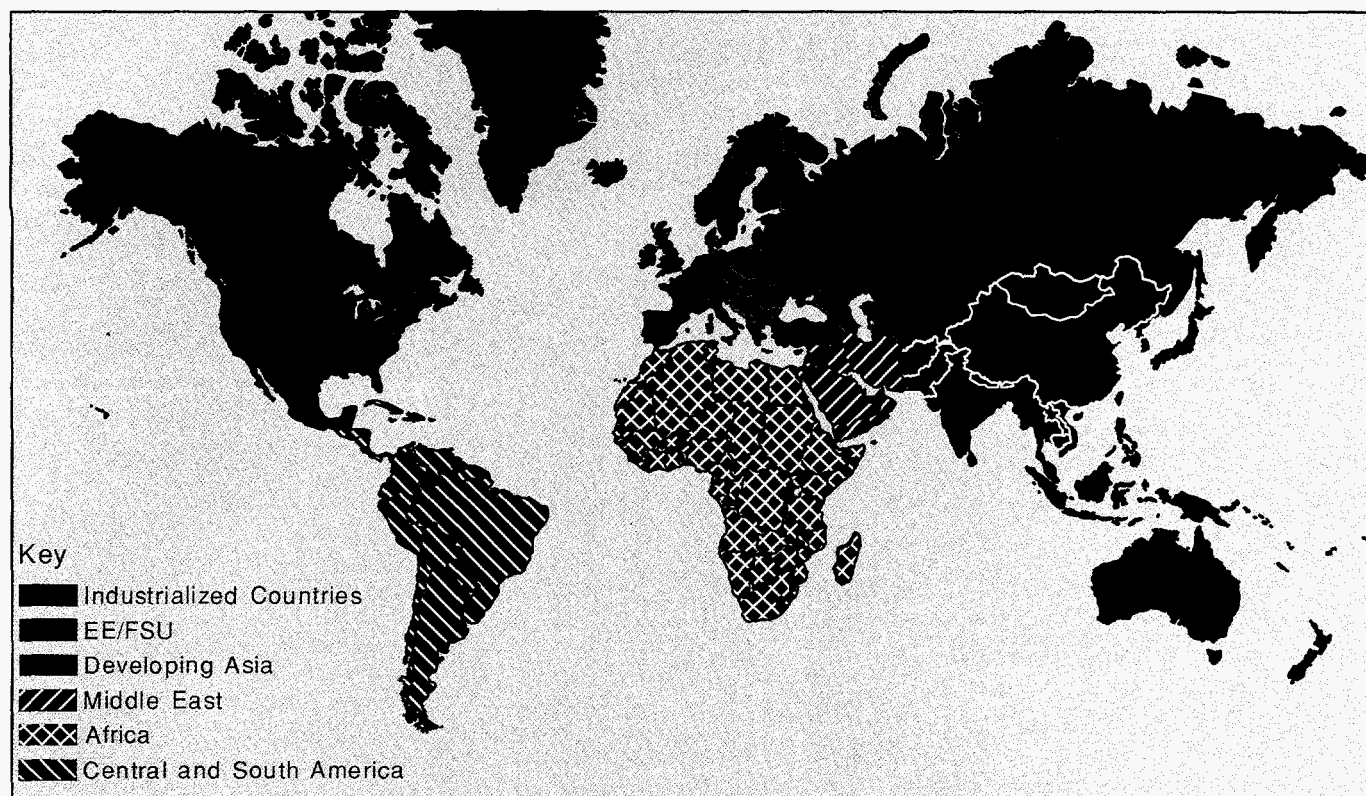 Key
Industrialized Countries
EE/FSU
Developing Asia
Middle East
Africa
Central and South America